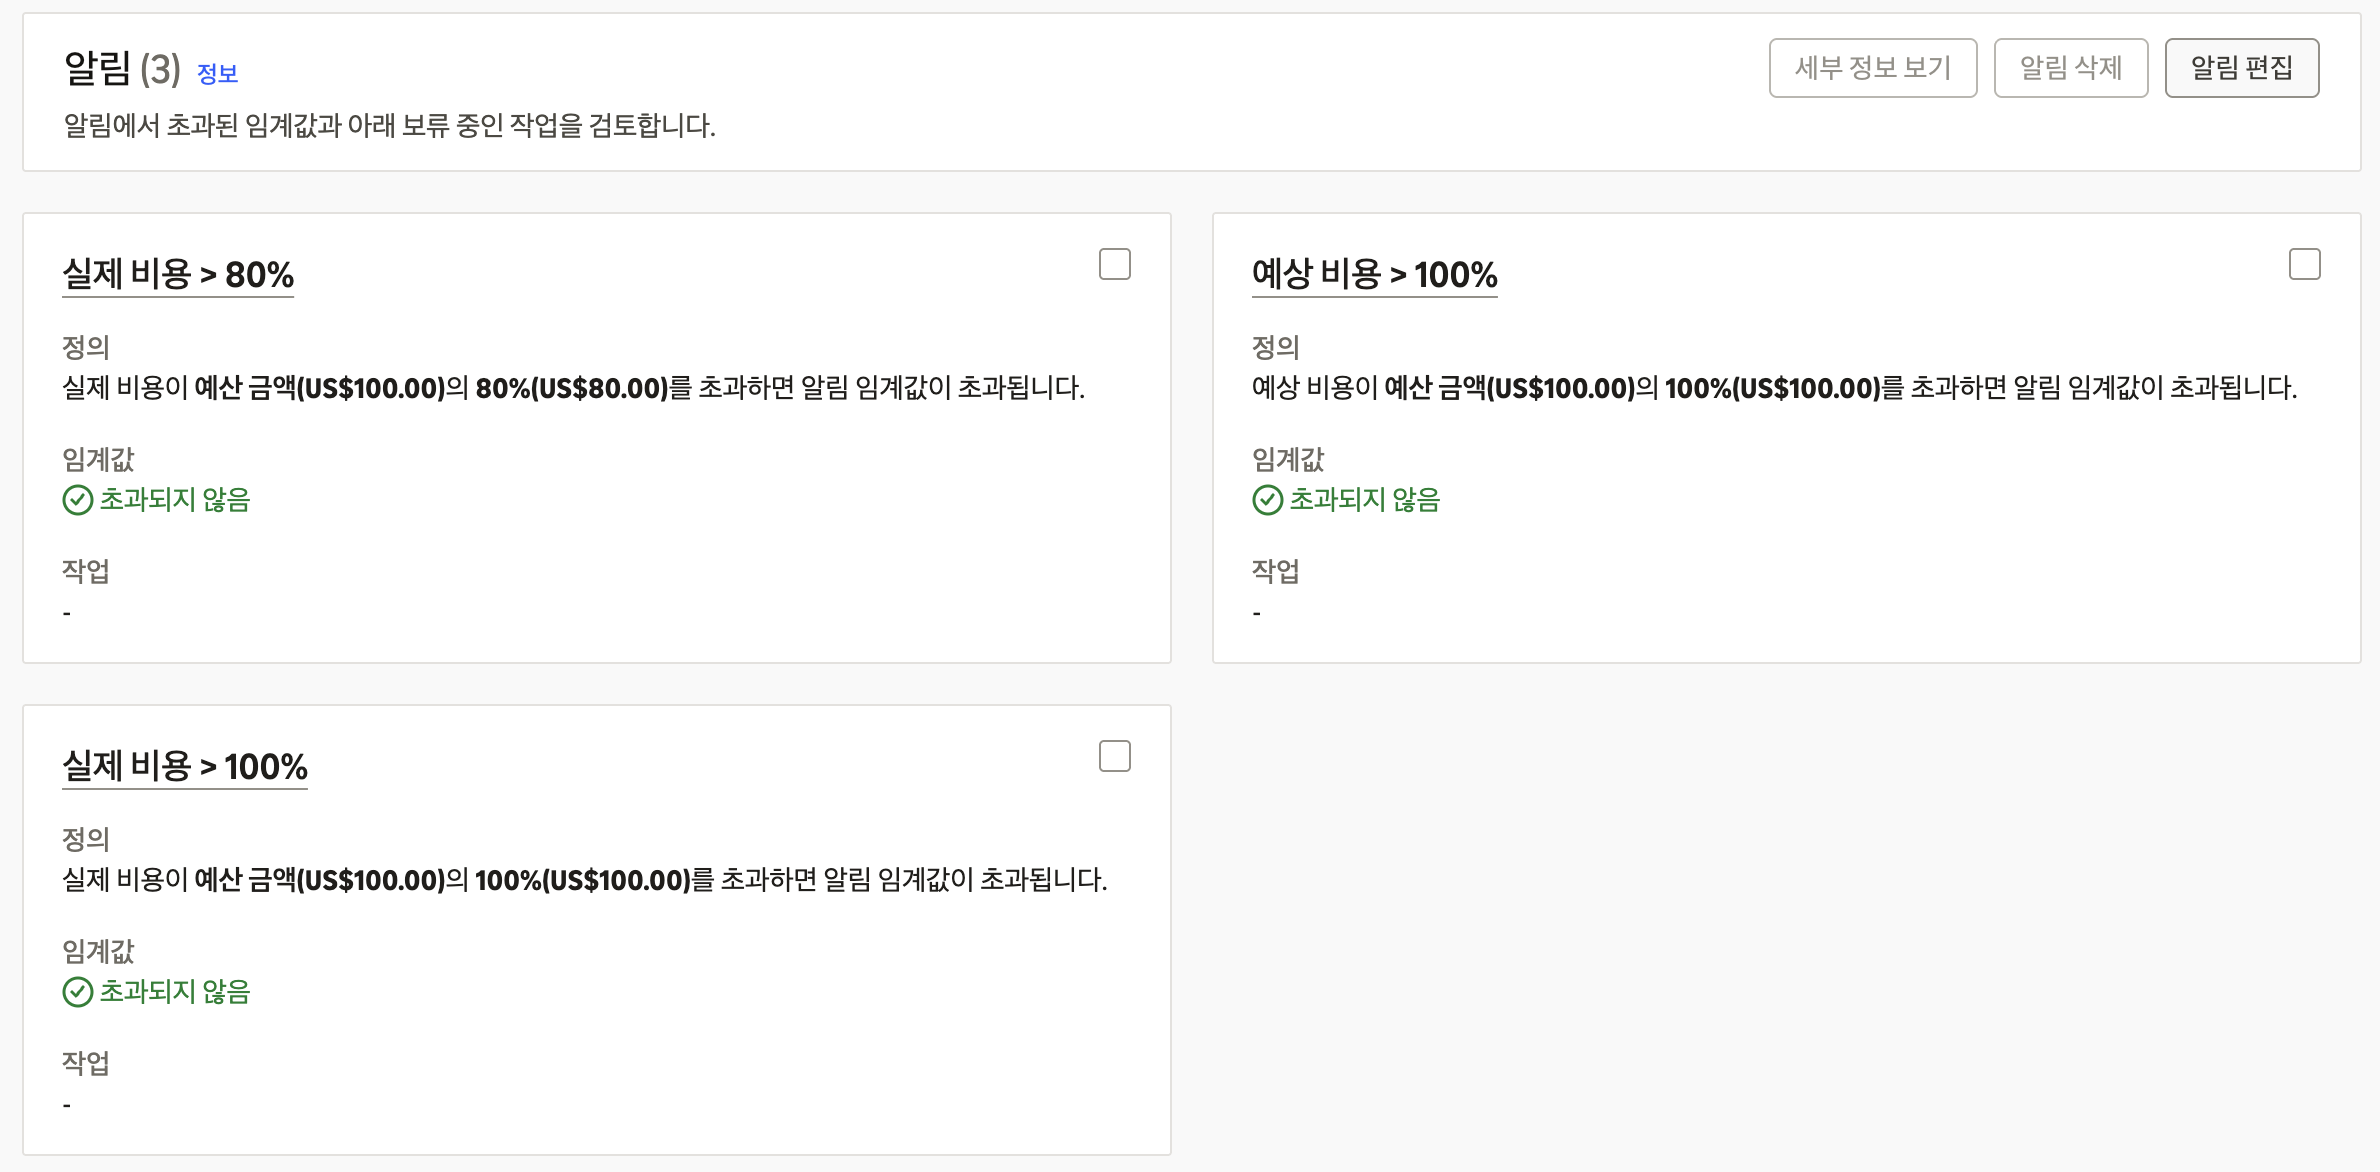 알림 (3) 정보
세부 정보 보기
알림 삭제
알림 편집
알림에서 초과된 임계값과 아래 보류 중인 작업을 검토합니다.
실제 비용 > 80%
정의
실제 비용이 예산 금액(US$100.00)의 80%(US$80.00)를 초과하면 알림 임계값이 초과됩니다.
임계값
초과되지 않음
작업
-
예상 비용 > 100%
정의
예상 비용이 예산 금액(US$100.00)의 100%(US$100.00)를 초과하면 알림 임계값이 초과됩니다.
임계값
초과되지 않음
작업
-
실제 비용 > 100%
정의
실제 비용이 예산 금액(US$100.00)의 100%(US$100.00)를 초과하면 알림 임계값이 초과됩니다.
임계값
초과되지 않음
작업
-